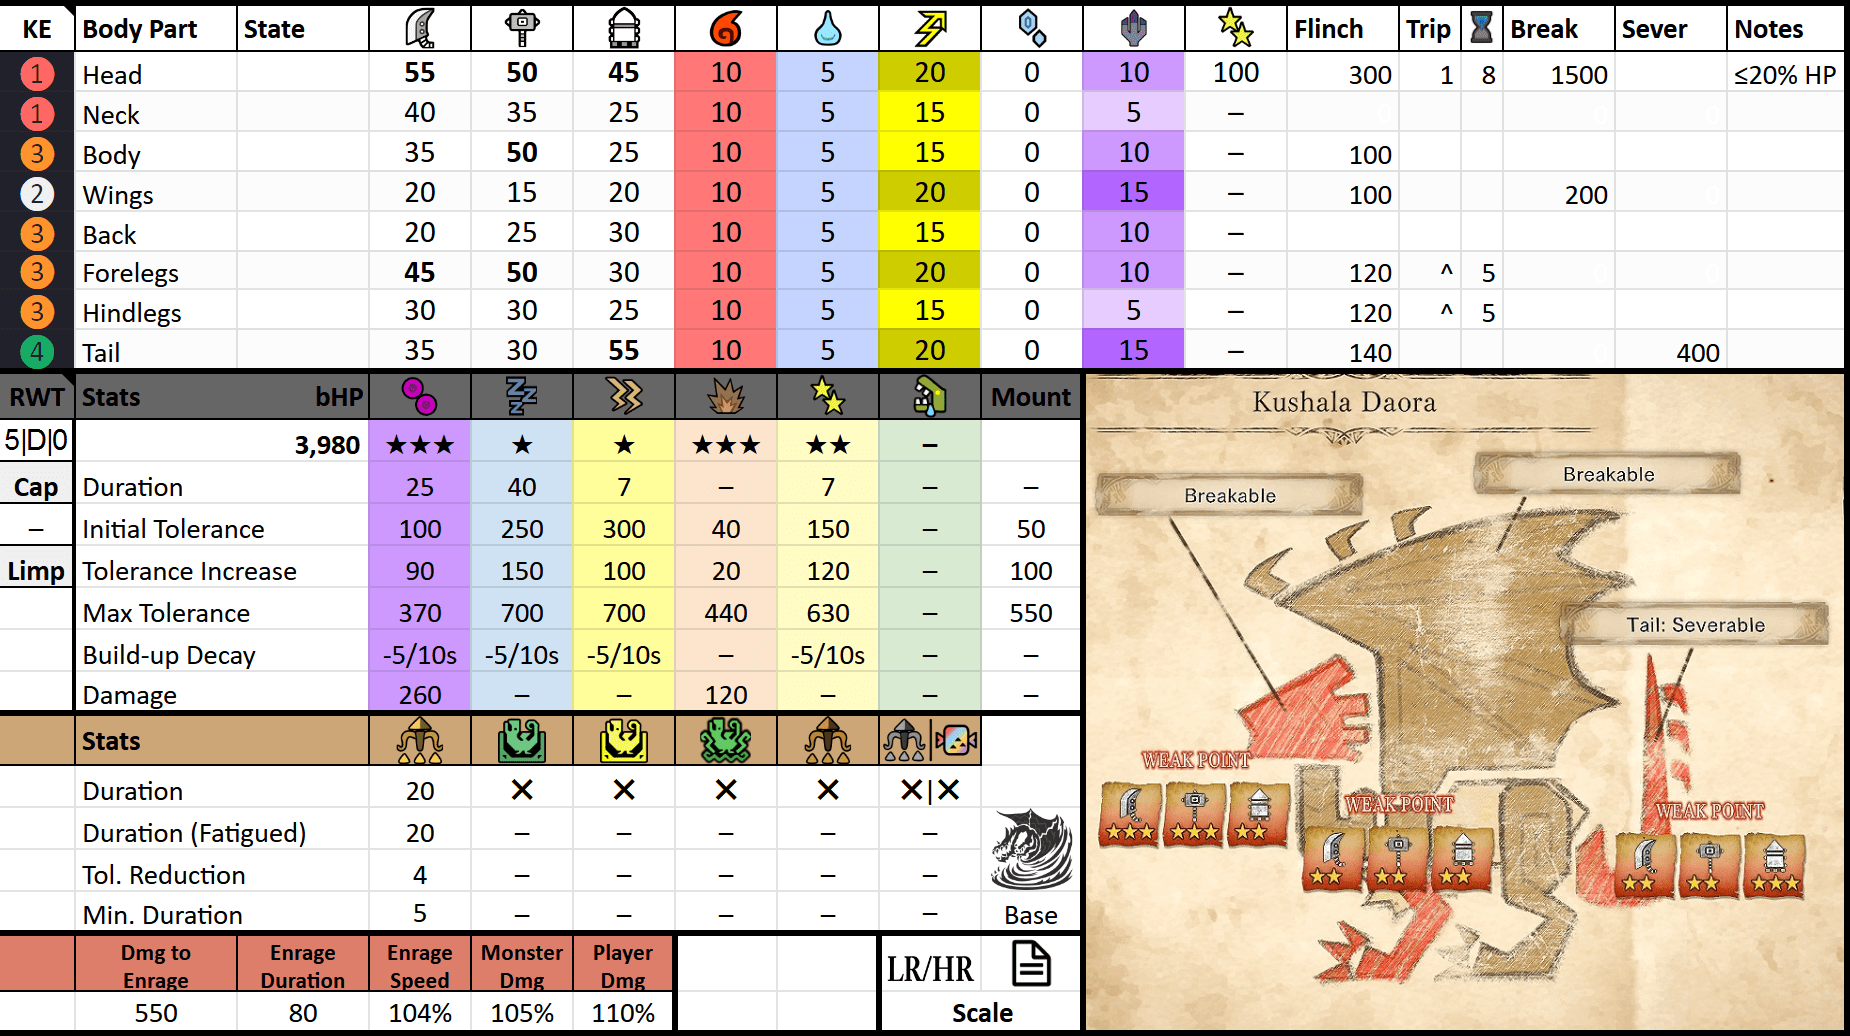 KE Body Part State Flinch Trip Break Sever Notes
1 Head 55 50 45 10 5 20 0 10 100 300 1 8 1500 ≤20% HP
1 Neck 40 35 25 10 5 15 0 5 –
3 Body 35 50 25 10 5 15 0 10 – 100
2 Wings 20 15 20 10 5 20 0 15 – 100 200
3 Back 20 25 30 10 5 15 0 10 –
3 Forelegs 45 50 30 10 5 20 0 10 – 120 ^ 5
3 Hindlegs 30 30 25 10 5 15 0 5 – 120 ^ 5
4 Tail 35 30 55 10 5 20 0 15 – 140 400
RWT Stats bHP Mount
5|D|0 3,980 ★★★ ★ ★ ★★★ ★★ –
Cap Duration 25 40 7 – 7 – –
– Initial Tolerance 100 250 300 40 150 – 50
Limp Tolerance Increase 90 150 100 20 120 – 100
Max Tolerance 370 700 700 440 630 – 550
Build-up Decay -5/10s -5/10s -5/10s – -5/10s – –
Damage 260 – – 120 – – –
Stats
Duration 20 ✕ ✕ ✕ ✕ ✕|✕
Duration (Fatigued) 20 – – – – –
Tol. Reduction 4 – – – – –
Min. Duration 5 – – – – – Base
Dmg to Enrage Enrage Duration Enrage Speed Monster Dmg Player Dmg LR/HR
550 80 104% 105% 110% Scale
Kushala Daora
Breakable
Breakable
Tail: Severable
WEAK POINT
WEAK POINT
WEAK POINT